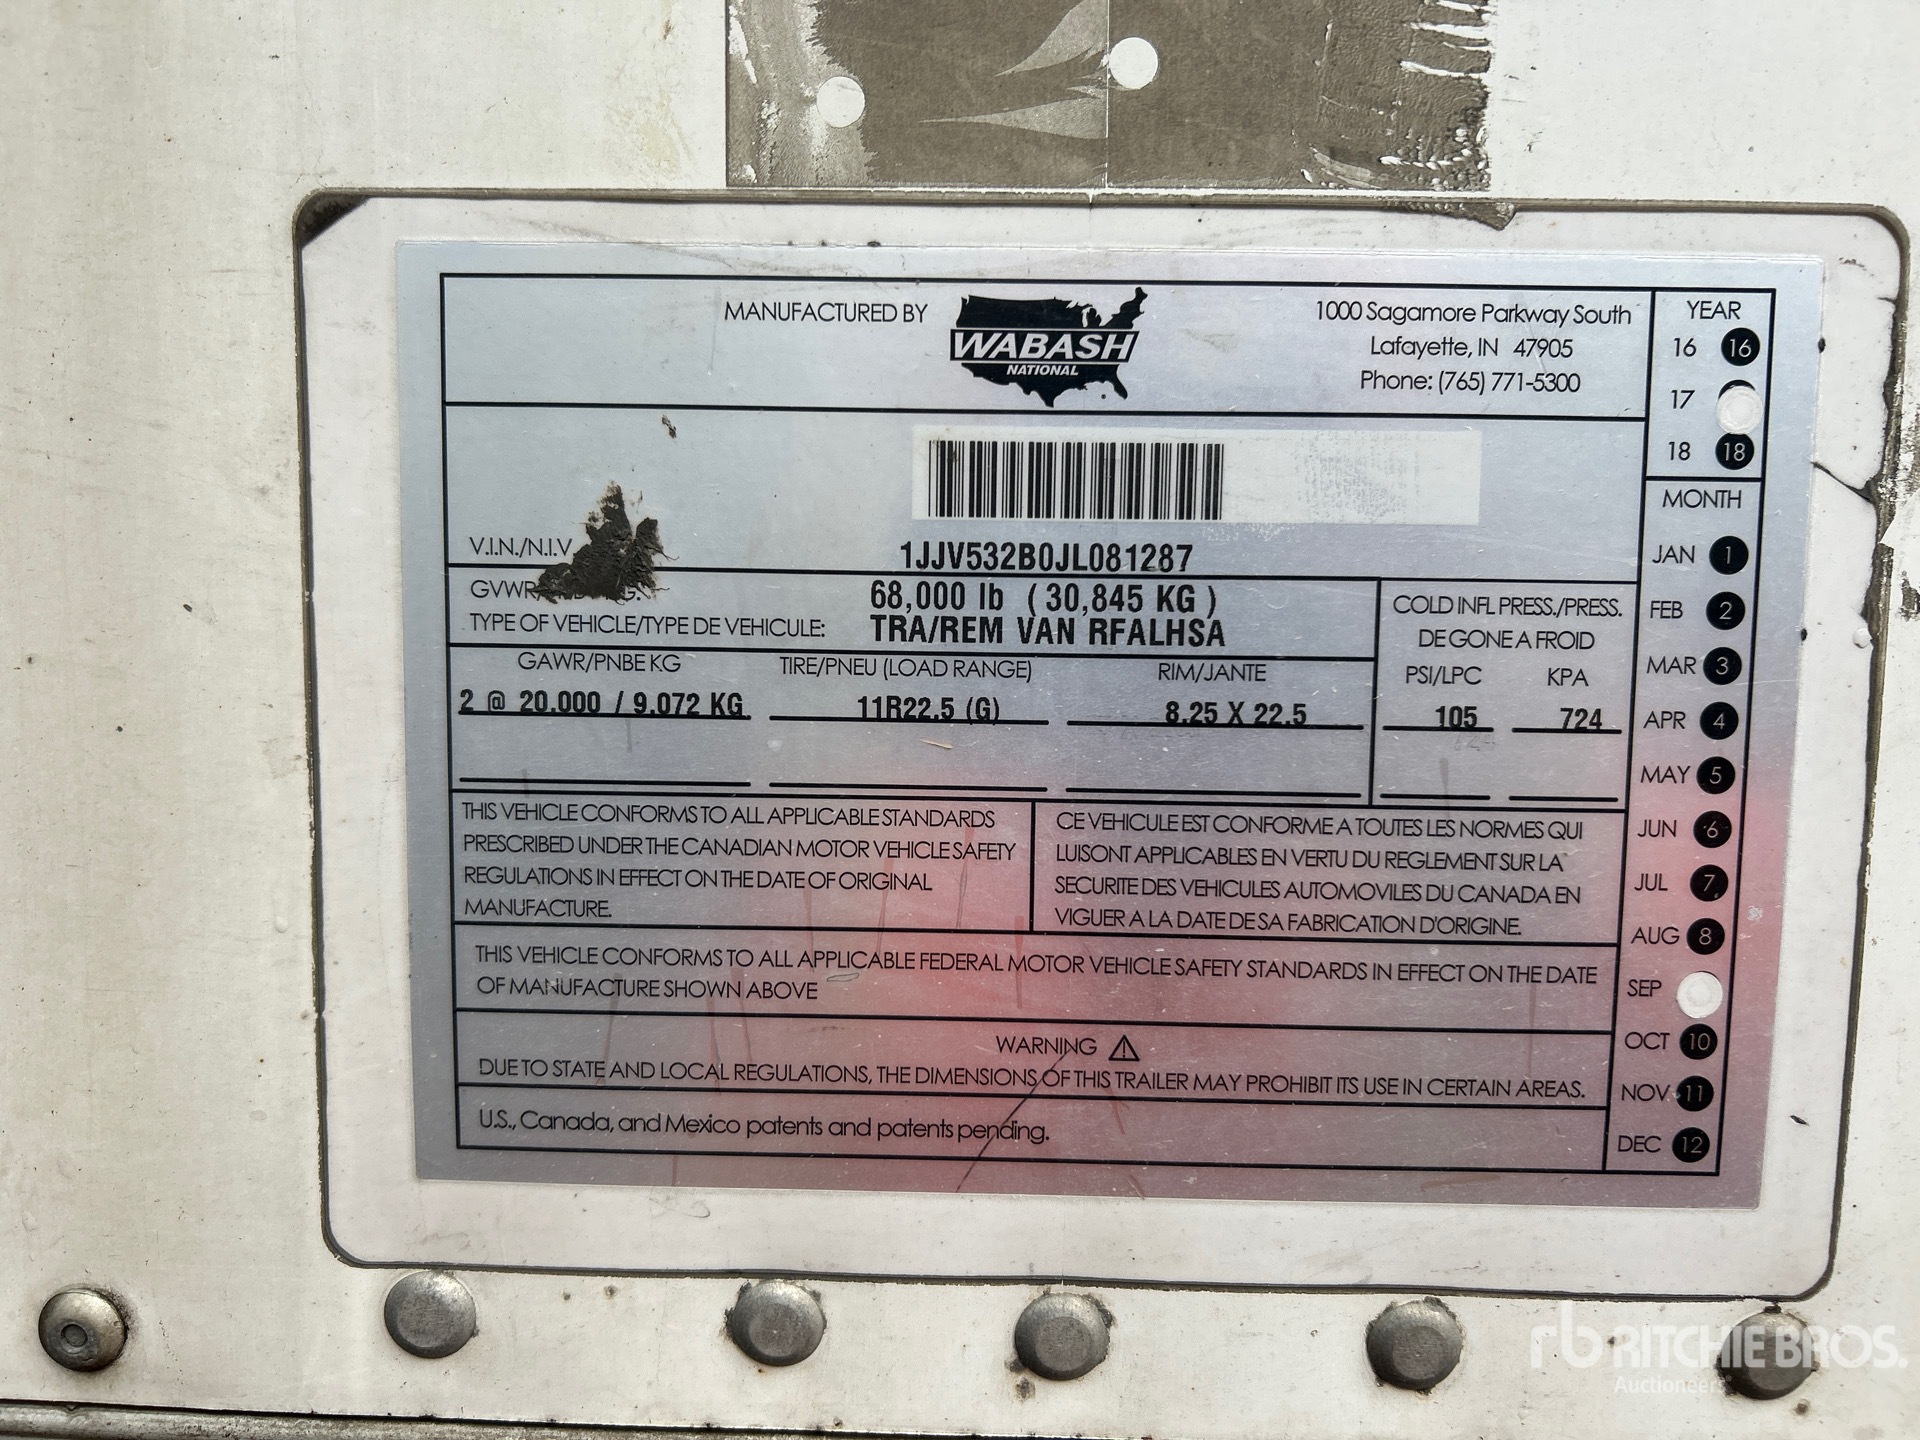 MANUFACTURED BY
WABASH
NATIONAL
1000 Sagamore Parkway South
Lafayette, IN 47905
Phone: (765) 771-5300
YEAR
16 16
17
18 18
V.I.N./N.I.V
1JJV532B0JL081287
GVWR
68,000 lb ( 30,845 KG )
TYPE OF VEHICLE/TYPE DE VEHICULE: TRA/REM VAN RFALHSA
COLD INFL PRESS./PRESS.
DE GONE A FROID
GAWR/PNBE KG TIRE/PNEU (LOAD RANGE) RIM/JANTE PSI/LPC KPA
2 @ 20.000 / 9.072 KG 11R22.5 (G) 8.25 X 22.5 105 724
THIS VEHICLE CONFORMS TO ALL APPLICABLE STANDARDS
PRESCRIBED UNDER THE CANADIAN MOTOR VEHICLE SAFETY
REGULATIONS IN EFFECT ON THE DATE OF ORIGINAL
MANUFACTURE.
CE VEHICULE EST CONFORME A TOUTES LES NORMES QUI
LUISONT APPLICABLES EN VERTU DU REGLEMENT SUR LA
SECURITE DES VEHICULES AUTOMOVILES DU CANADA EN
VIGUER A LA DATE DE SA FABRICATION D'ORIGINE.
THIS VEHICLE CONFORMS TO ALL APPLICABLE FEDERAL MOTOR VEHICLE SAFETY STANDARDS IN EFFECT ON THE DATE
OF MANUFACTURE SHOWN ABOVE
WARNING
DUE TO STATE AND LOCAL REGULATIONS, THE DIMENSIONS OF THIS TRAILER MAY PROHIBIT ITS USE IN CERTAIN AREAS.
U.S., Canada, and Mexico patents and patents pending.
MONTH
JAN 1
FEB 2
MAR 3
APR 4
MAY 5
JUN 6
JUL 7
AUG 8
SEP
OCT 10
NOV 11
DEC 12
rb RITCHIE BROS.
Auctioneers